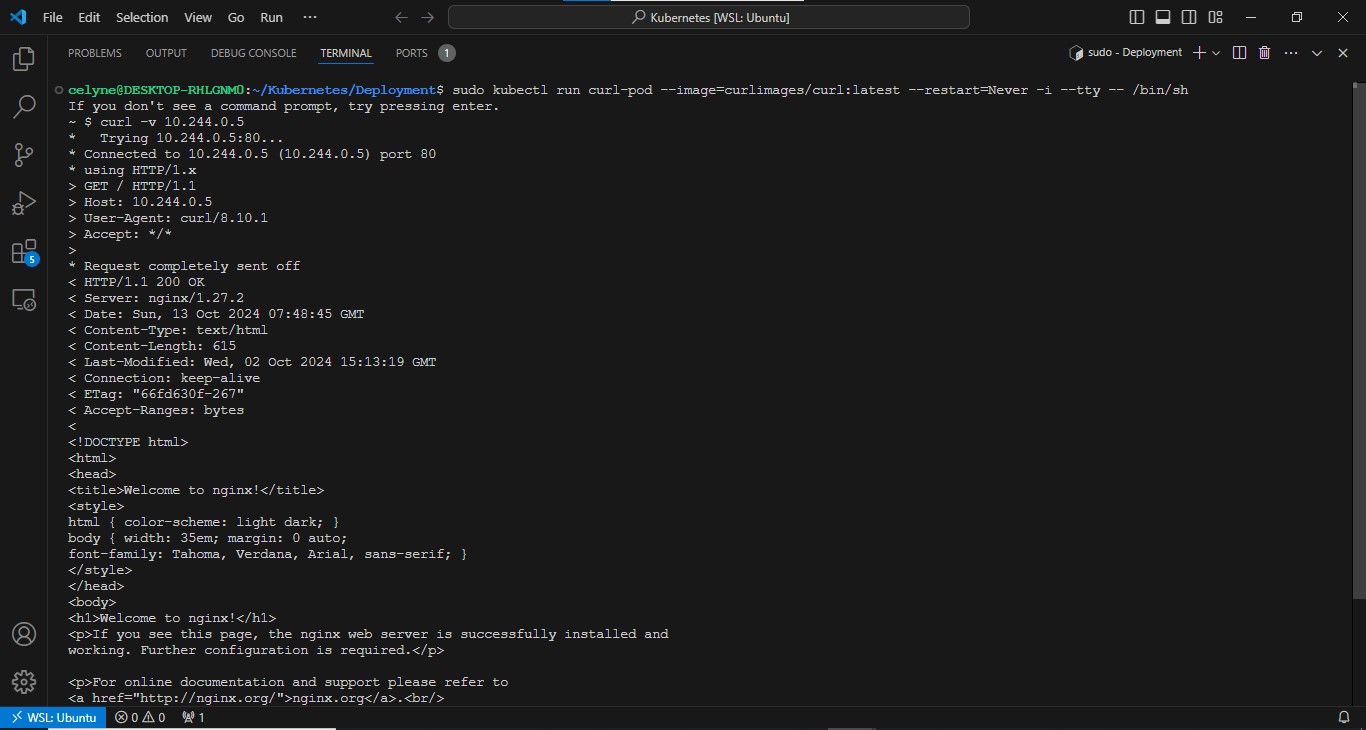 File Edit Selection View Go Run ··· Kubernetes [WSL: Ubuntu]
PROBLEMS OUTPUT DEBUG CONSOLE TERMINAL PORTS 1 sudo - Deployment
celyne@DESKTOP-RHLGNM0:~/Kubernetes/Deployment$ sudo kubectl run curl-pod --image=curlimages/curl:latest --restart=Never -i --tty -- /bin/sh
If you don't see a command prompt, try pressing enter.
~ $ curl -v 10.244.0.5
*   Trying 10.244.0.5:80...
* Connected to 10.244.0.5 (10.244.0.5) port 80
* using HTTP/1.x
> GET / HTTP/1.1
> Host: 10.244.0.5
> User-Agent: curl/8.10.1
> Accept: */*
>
* Request completely sent off
< HTTP/1.1 200 OK
< Server: nginx/1.27.2
< Date: Sun, 13 Oct 2024 07:48:45 GMT
< Content-Type: text/html
< Content-Length: 615
< Last-Modified: Wed, 02 Oct 2024 15:13:19 GMT
< Connection: keep-alive
< ETag: "66fd630f-267"
< Accept-Ranges: bytes
<
<!DOCTYPE html>
<html>
<head>
<title>Welcome to nginx!</title>
<style>
html { color-scheme: light dark; }
body { width: 35em; margin: 0 auto;
font-family: Tahoma, Verdana, Arial, sans-serif; }
</style>
</head>
<body>
<h1>Welcome to nginx!</h1>
<p>If you see this page, the nginx web server is successfully installed and
working. Further configuration is required.</p>
<p>For online documentation and support please refer to
<a href="http://nginx.org/">nginx.org</a>.<br/>
5
WSL: Ubuntu 0 0 1